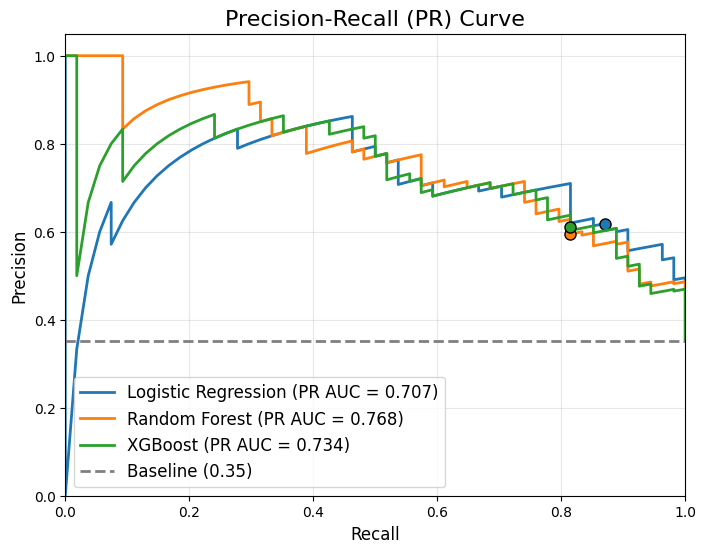 Precision-Recall (PR) Curve
Precision
1.0
0.8
0.6
0.4
0.2
0.0
Logistic Regression (PR AUC = 0.707)
Random Forest (PR AUC = 0.768)
XGBoost (PR AUC = 0.734)
Baseline (0.35)
0.0 0.2 0.4 0.6 0.8 1.0
Recall